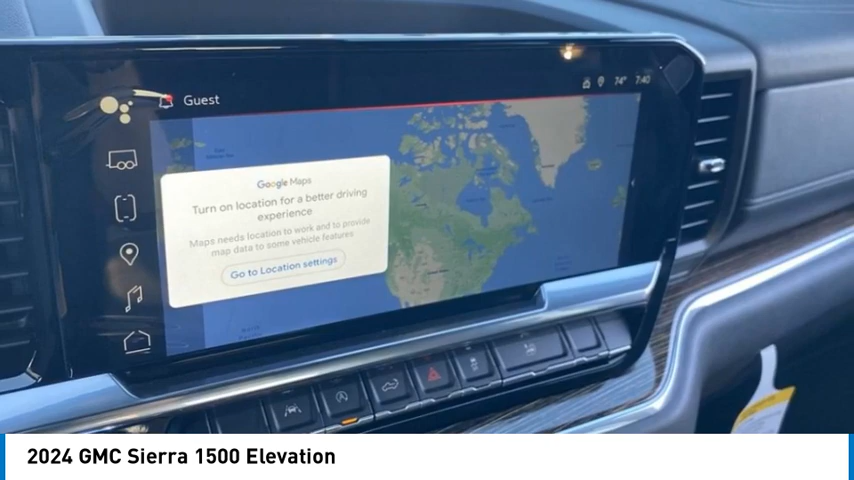 Guest
74° 7:40
Google Maps
Turn on location for a better driving
experience
Maps needs location to work and to provide
map data to some vehicle features
Go to Location settings
2024 GMC Sierra 1500 Elevation